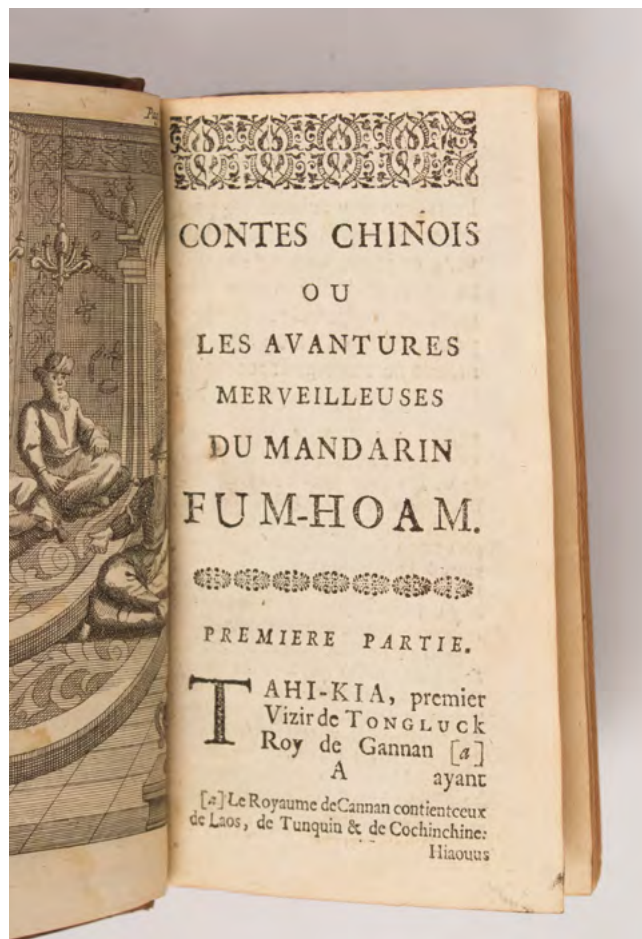 CONTES CHINOIS
OU
LES AVANTURES
MERVEILLEUSES
DU MANDARIN
FUM-HOAM.
PREMIERE PARTIE.
TAHI-KIA, premier
Vizir de TONGLUCK
Roy de Gannan [a]
A ayant
[a] Le Royaume de Cannan contient ceux
de Laos, de Tunquin & de Cochinchine.
Hiaouus